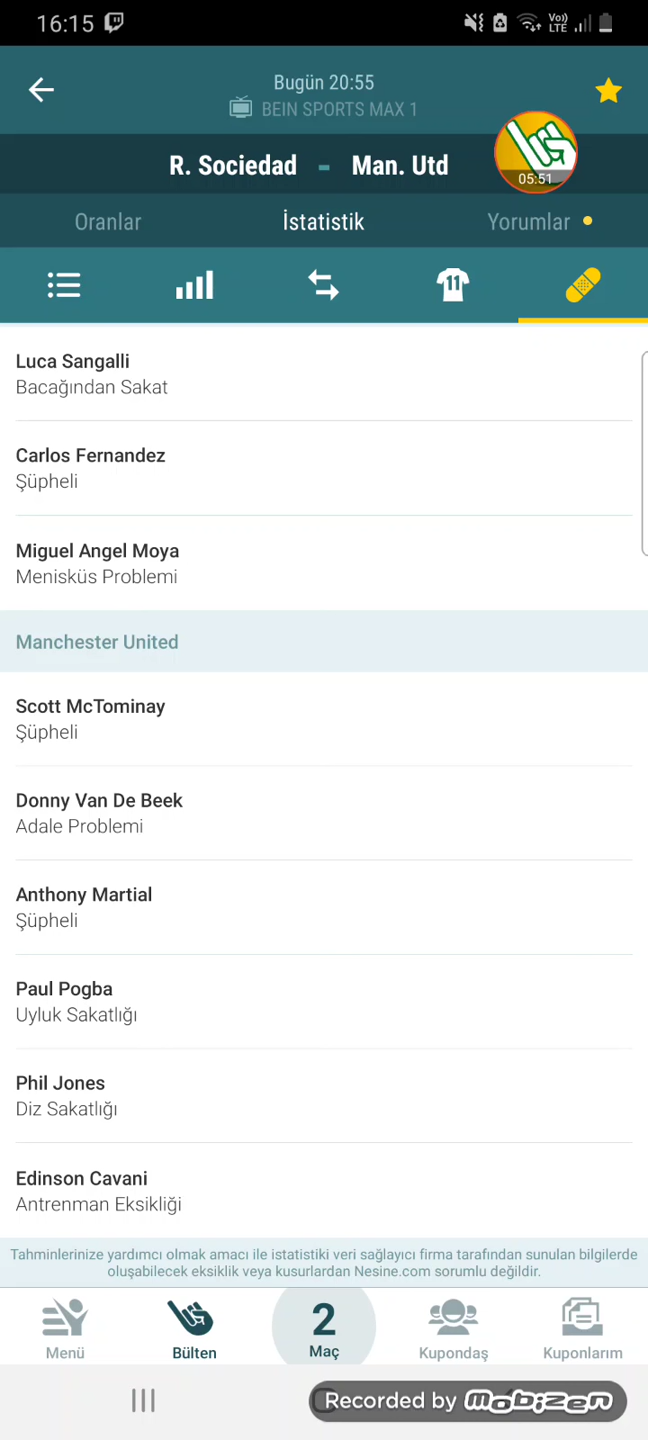 16:15
Vo)) LTE
Bugün 20:55
BEIN SPORTS MAX 1
R. Sociedad - Man. Utd
05:51
Oranlar İstatistik Yorumlar
11
Luca Sangalli
Bacağından Sakat
Carlos Fernandez
Şüpheli
Miguel Angel Moya
Menisküs Problemi
Manchester United
Scott McTominay
Şüpheli
Donny Van De Beek
Adale Problemi
Anthony Martial
Şüpheli
Paul Pogba
Uyluk Sakatlığı
Phil Jones
Diz Sakatlığı
Edinson Cavani
Antrenman Eksikliği
Tahminlerinize yardımcı olmak amacı ile istatistiki veri sağlayıcı firma tarafından sunulan bilgilerde
oluşabilecek eksiklik veya kusurlardan Nesine.com sorumlu değildir.
2
Menü Bülten Maç Kupondaş Kuponlarım
Recorded by mobizen